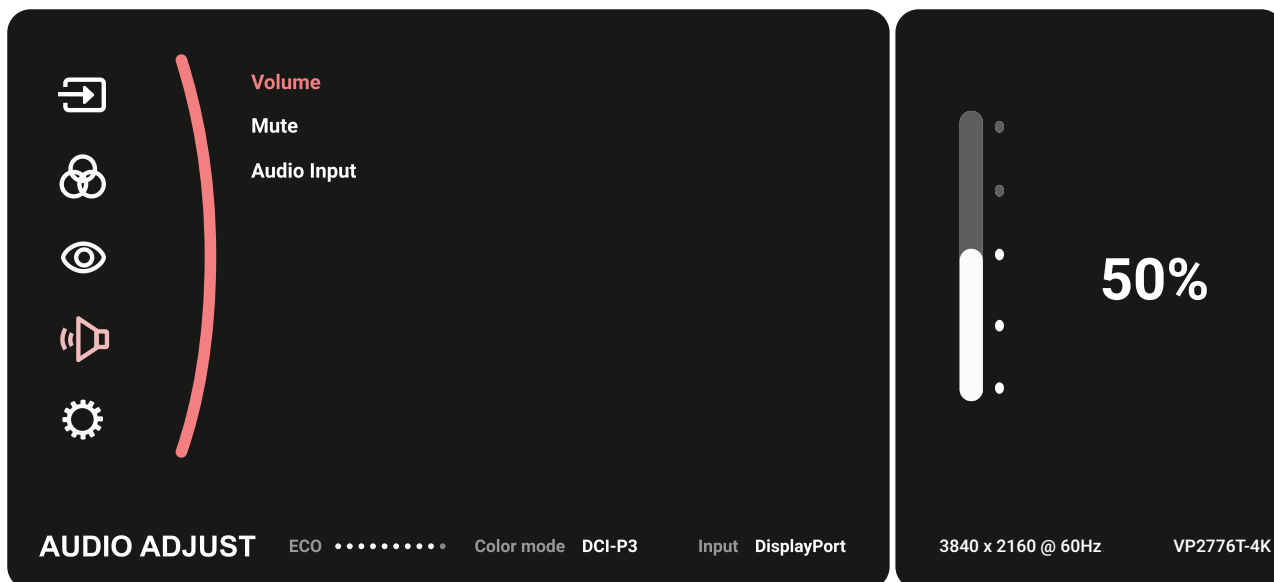 Volume
Mute
Audio Input
50%
AUDIO ADJUST ECO Color mode DCI-P3 Input DisplayPort 3840 x 2160 @ 60Hz VP2776T-4K